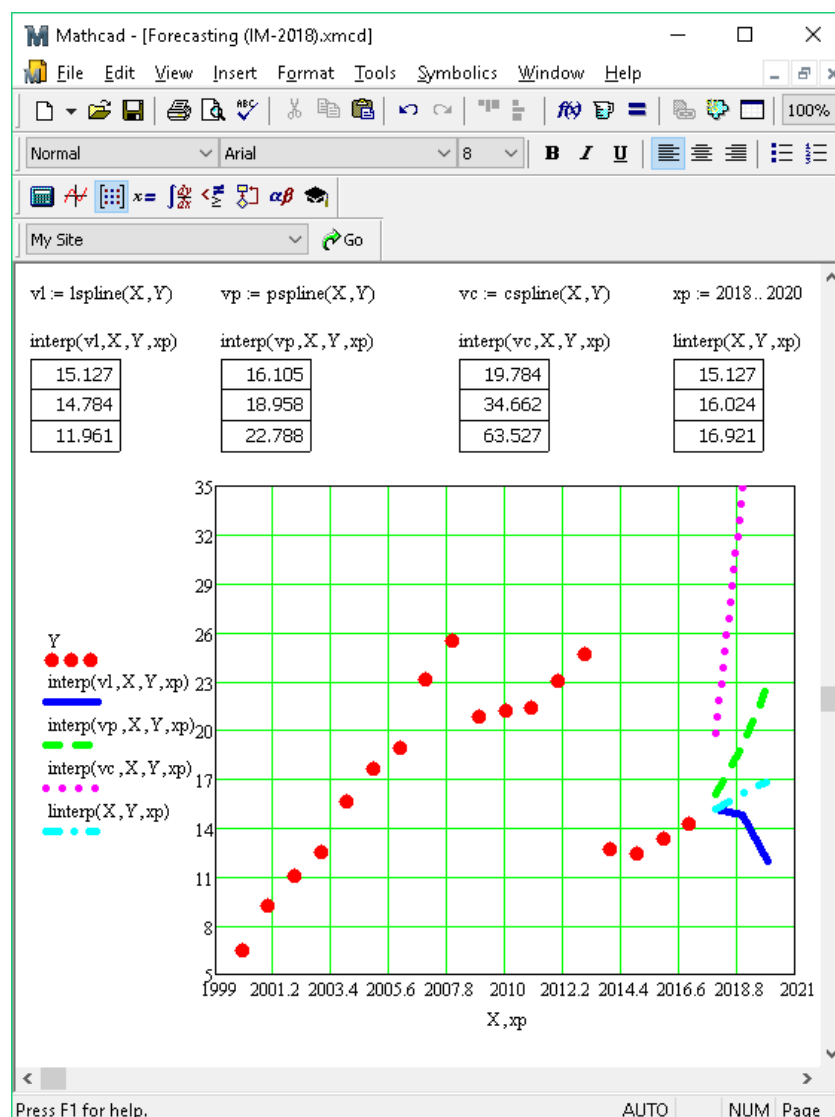 Mathcad - [Forecasting (IM-2018).xmcd]
File Edit View Insert Format Tools Symbolics Window Help
ABC f(x) = 100%
Normal Arial 8 B I U
x= ∫ dy/dx <≠≥ αβ
My Site Go
vl := lspline(X,Y) vp := pspline(X,Y) vc := cspline(X,Y) xp := 2018.. 2020
interp(vl,X,Y,xp) interp(vp,X,Y,xp) interp(vc,X,Y,xp) linterp(X,Y,xp)
15.127 16.105 19.784 15.127
14.784 18.958 34.662 16.024
11.961 22.788 63.527 16.921
35
32
29
26
23
20
17
14
11
8
5
Y
interp(vl,X,Y,xp)
interp(vp,X,Y,xp)
interp(vc,X,Y,xp)
linterp(X,Y,xp)
1999 2001.2 2003.4 2005.6 2007.8 2010 2012.2 2014.4 2016.6 2018.8 2021
X,xp
Press F1 for help. AUTO NUM Page